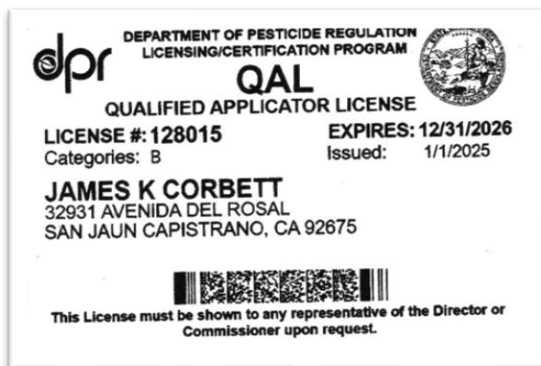 dpr
DEPARTMENT OF PESTICIDE REGULATION
LICENSING/CERTIFICATION PROGRAM
QAL
QUALIFIED APPLICATOR LICENSE
LICENSE #: 128015 EXPIRES: 12/31/2026
Categories: B Issued: 1/1/2025
JAMES K CORBETT
32931 AVENIDA DEL ROSAL
SAN JAUN CAPISTRANO, CA 92675
This License must be shown to any representative of the Director or
Commissioner upon request.